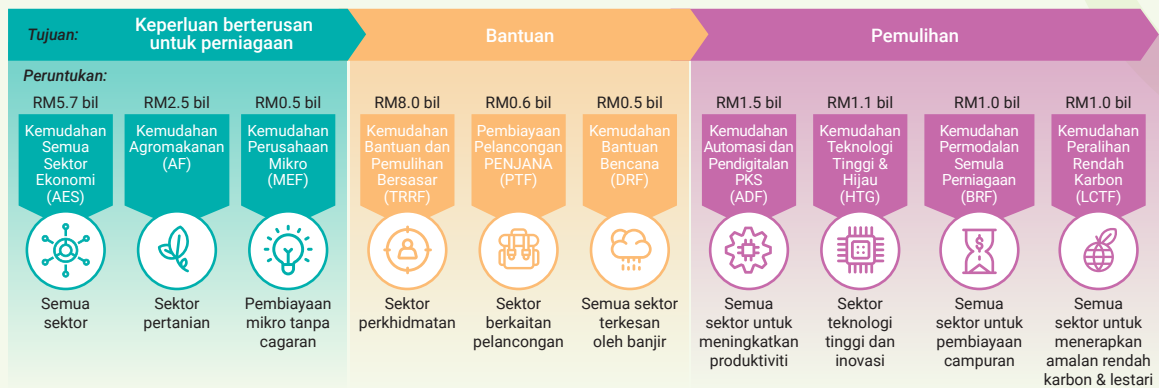 Tujuan:
Keperluan berterusan
untuk perniagaan
Bantuan
Pemulihan
Peruntukan:
RM5.7 bil
Kemudahan
Semua
Sektor
Ekonomi
(AES)
Semua
sektor
RM2.5 bil
Kemudahan
Agromakanan
(AF)
Sektor
pertanian
RM0.5 bil
Kemudahan
Perusahaan
Mikro
(MEF)
Pembiayaan
mikro tanpa
cagaran
RM8.0 bil
Kemudahan
Bantuan dan
Pemulihan
Bersasar
(TRRF)
Sektor
perkhidmatan
RM0.6 bil
Pembiayaan
Pelancongan
PENJANA
(PTF)
Sektor
berkaitan
pelancongan
RM0.5 bil
Kemudahan
Bantuan
Bencana
(DRF)
Semua sektor
terkesan
oleh banjir
RM1.5 bil
Kemudahan
Automasi dan
Pendigitalan
PKS
(ADF)
Semua
sektor untuk
meningkatkan
produktiviti
RM1.1 bil
Kemudahan
Teknologi
Tinggi &
Hijau
(HTG)
Sektor
teknologi
tinggi dan
inovasi
RM1.0 bil
Kemudahan
Permodalan
Semula
Perniagaan
(BRF)
Semua
sektor untuk
pembiayaan
campuran
RM1.0 bil
Kemudahan
Peralihan
Rendah
Karbon
(LCTF)
Semua
sektor untuk
menerapkan
amalan rendah
karbon & lestari